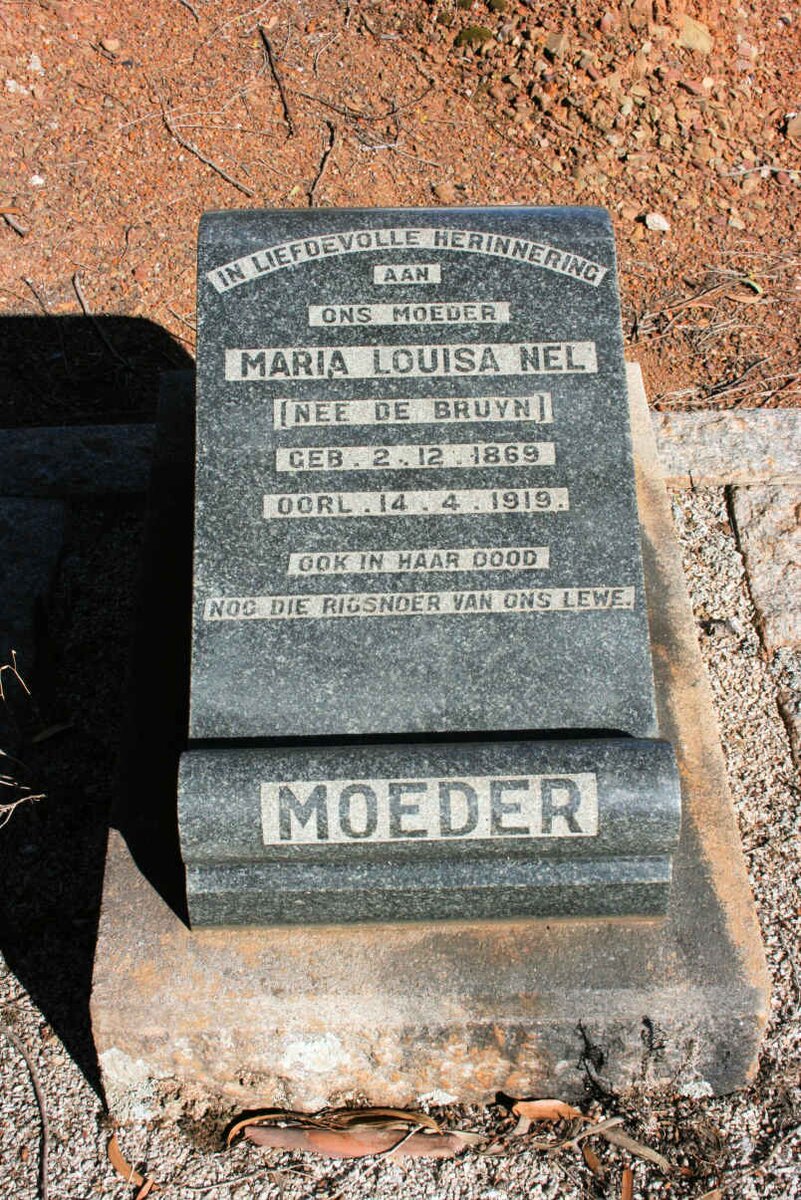 IN LIEFDEVOLLE HERINNERING
AAN
ONS MOEDER
MARIA LOUISA NEL
[NEE DE BRUYN]
GEB. 2.12.1869
OORL. 14. 4. 1919.
OOK IN HAAR DOOD
NOG DIE RIGSNOER VAN ONS LEWE.
MOEDER